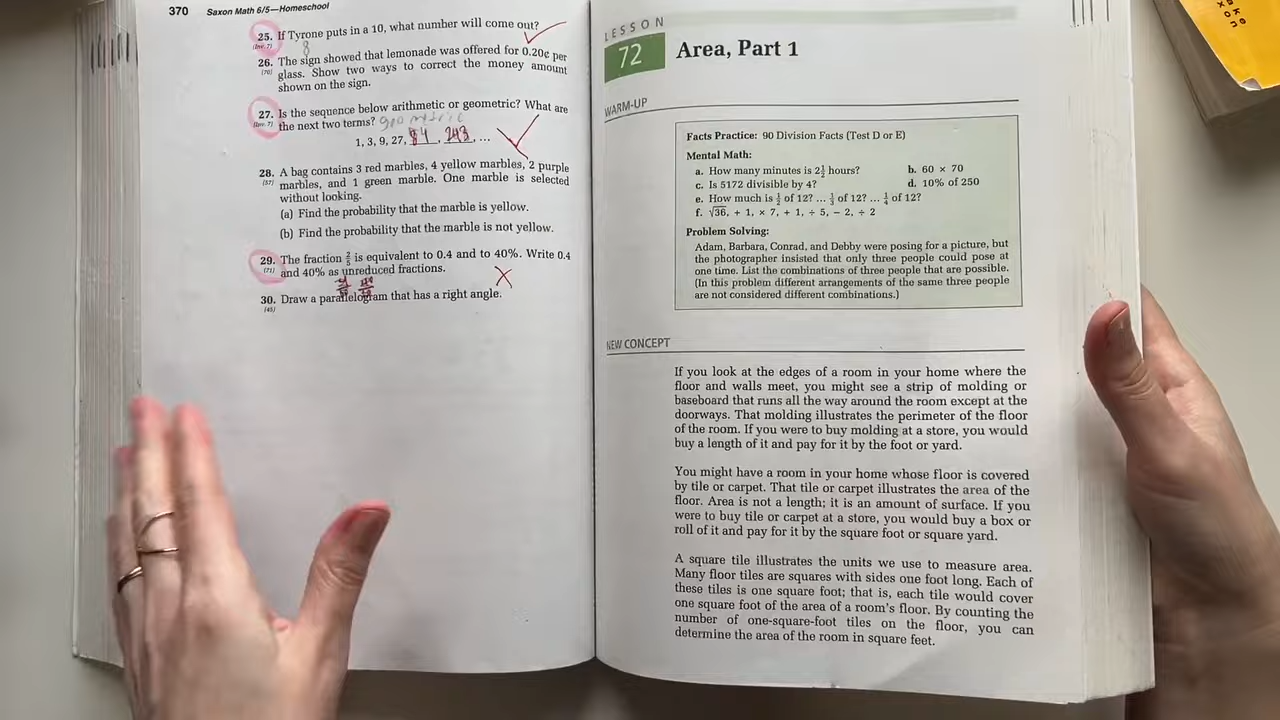 370 Saxon Math 6/5—Homeschool
25. If Tyrone puts in a 10, what number will come out?
(Inv. 7) 8
26. The sign showed that lemonade was offered for 0.20¢ per
(70) glass. Show two ways to correct the money amount
shown on the sign.
27. Is the sequence below arithmetic or geometric? What are
(Inv. 7) the next two terms? geometric
1, 3, 9, 27, 81, 243, ...
28. A bag contains 3 red marbles, 4 yellow marbles, 2 purple
(57) marbles, and 1 green marble. One marble is selected
without looking.
(a) Find the probability that the marble is yellow.
(b) Find the probability that the marble is not yellow.
29. The fraction 2/5 is equivalent to 0.4 and to 40%. Write 0.4
(71) and 40% as unreduced fractions.
30. Draw a parallelogram that has a right angle.
(45)
LESSON
72 Area, Part 1
WARM-UP
Facts Practice: 90 Division Facts (Test D or E)
Mental Math:
a. How many minutes is 2½ hours? b. 60 × 70
c. Is 5172 divisible by 4? d. 10% of 250
e. How much is ½ of 12? ... ⅓ of 12? ... ¼ of 12?
f. √36, + 1, × 7, + 1, ÷ 5, − 2, ÷ 2
Problem Solving:
Adam, Barbara, Conrad, and Debby were posing for a picture, but
the photographer insisted that only three people could pose at
one time. List the combinations of three people that are possible.
(In this problem different arrangements of the same three people
are not considered different combinations.)
NEW CONCEPT
If you look at the edges of a room in your home where the
floor and walls meet, you might see a strip of molding or
baseboard that runs all the way around the room except at the
doorways. That molding illustrates the perimeter of the floor
of the room. If you were to buy molding at a store, you would
buy a length of it and pay for it by the foot or yard.
You might have a room in your home whose floor is covered
by tile or carpet. That tile or carpet illustrates the area of the
floor. Area is not a length; it is an amount of surface. If you
were to buy tile or carpet at a store, you would buy a box or
roll of it and pay for it by the square foot or square yard.
A square tile illustrates the units we use to measure area.
Many floor tiles are squares with sides one foot long. Each of
these tiles is one square foot; that is, each tile would cover
one square foot of the area of a room's floor. By counting the
number of one-square-foot tiles on the floor, you can
determine the area of the room in square feet.